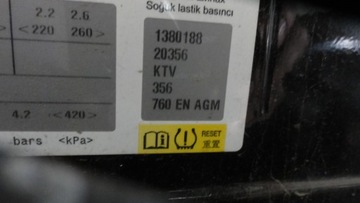 Soğuk lastik basıncı
2.2 2.6
<220 260>
1380188
20356
KTV
356
760 EN AGM
4.2 <420>
bars <kPa>
RESET
重置